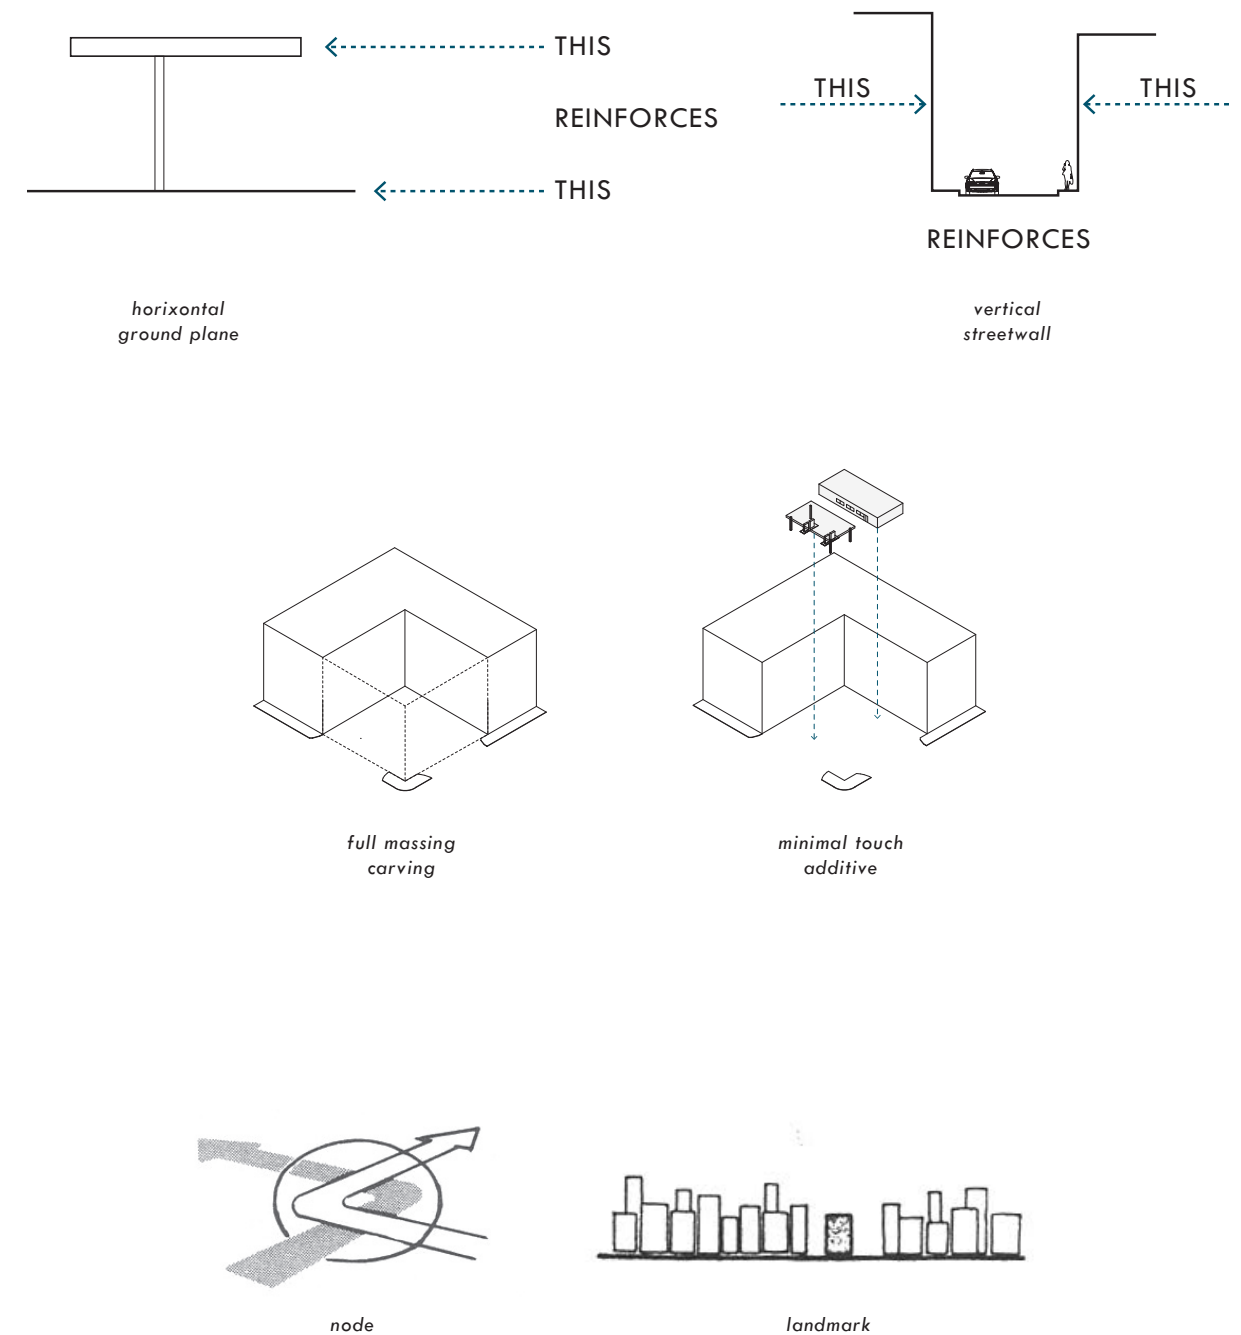 THIS
REINFORCES
THIS
horixontal
ground plane
THIS
THIS
REINFORCES
vertical
streetwall
full massing
carving
minimal touch
additive
node
landmark